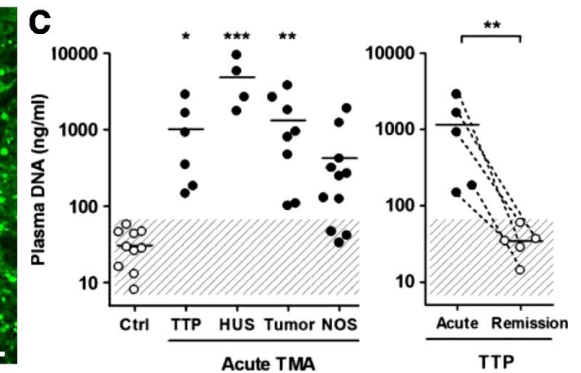 C
* *** ** **
10000 10000
Plasma DNA (ng/ml)
1000 1000
100 100
10 10
Ctrl TTP HUS Tumor NOS Acute Remission
Acute TMA TTP